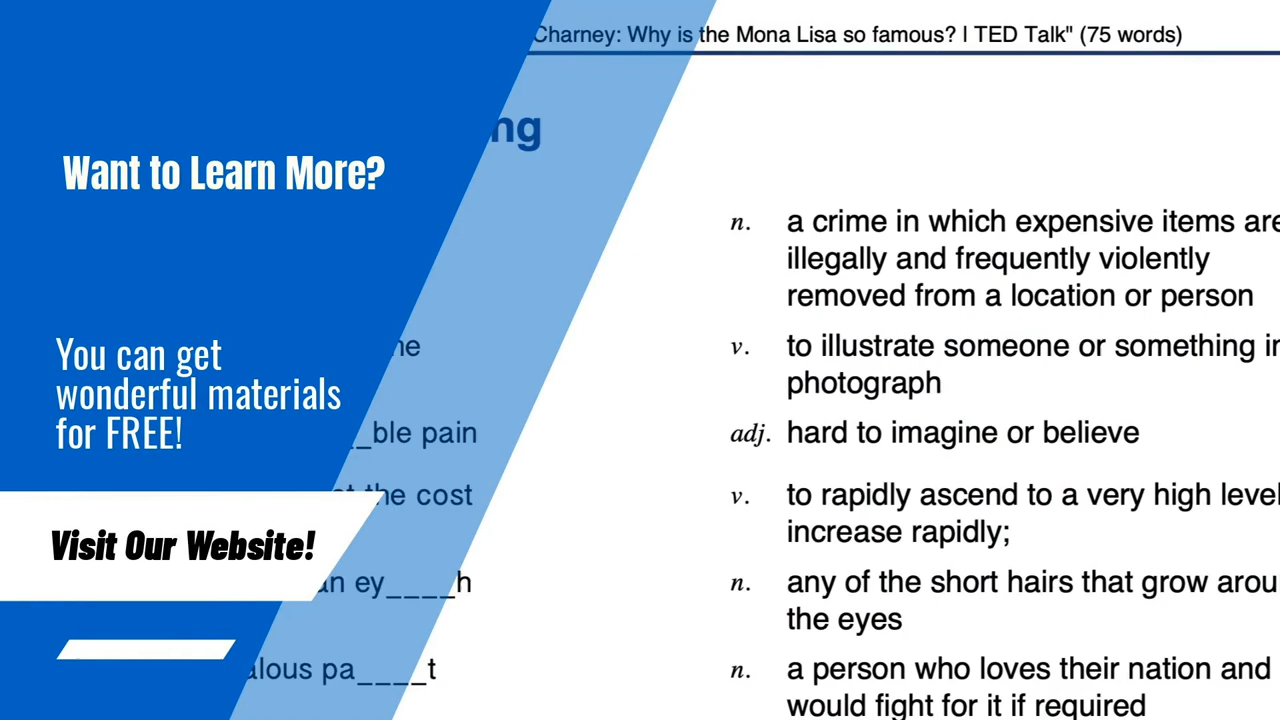 Charney: Why is the Mona Lisa so famous? | TED Talk" (75 words)
ng
Want to Learn More?
You can get
wonderful materials
for FREE!
Visit Our Website!
n. a crime in which expensive items are
illegally and frequently violently
removed from a location or person
he
v. to illustrate someone or something in
photograph
__ble pain
adj. hard to imagine or believe
the cost
v. to rapidly ascend to a very high level
increase rapidly;
an ey____h
n. any of the short hairs that grow arou
the eyes
alous pa____t
n. a person who loves their nation and
would fight for it if required